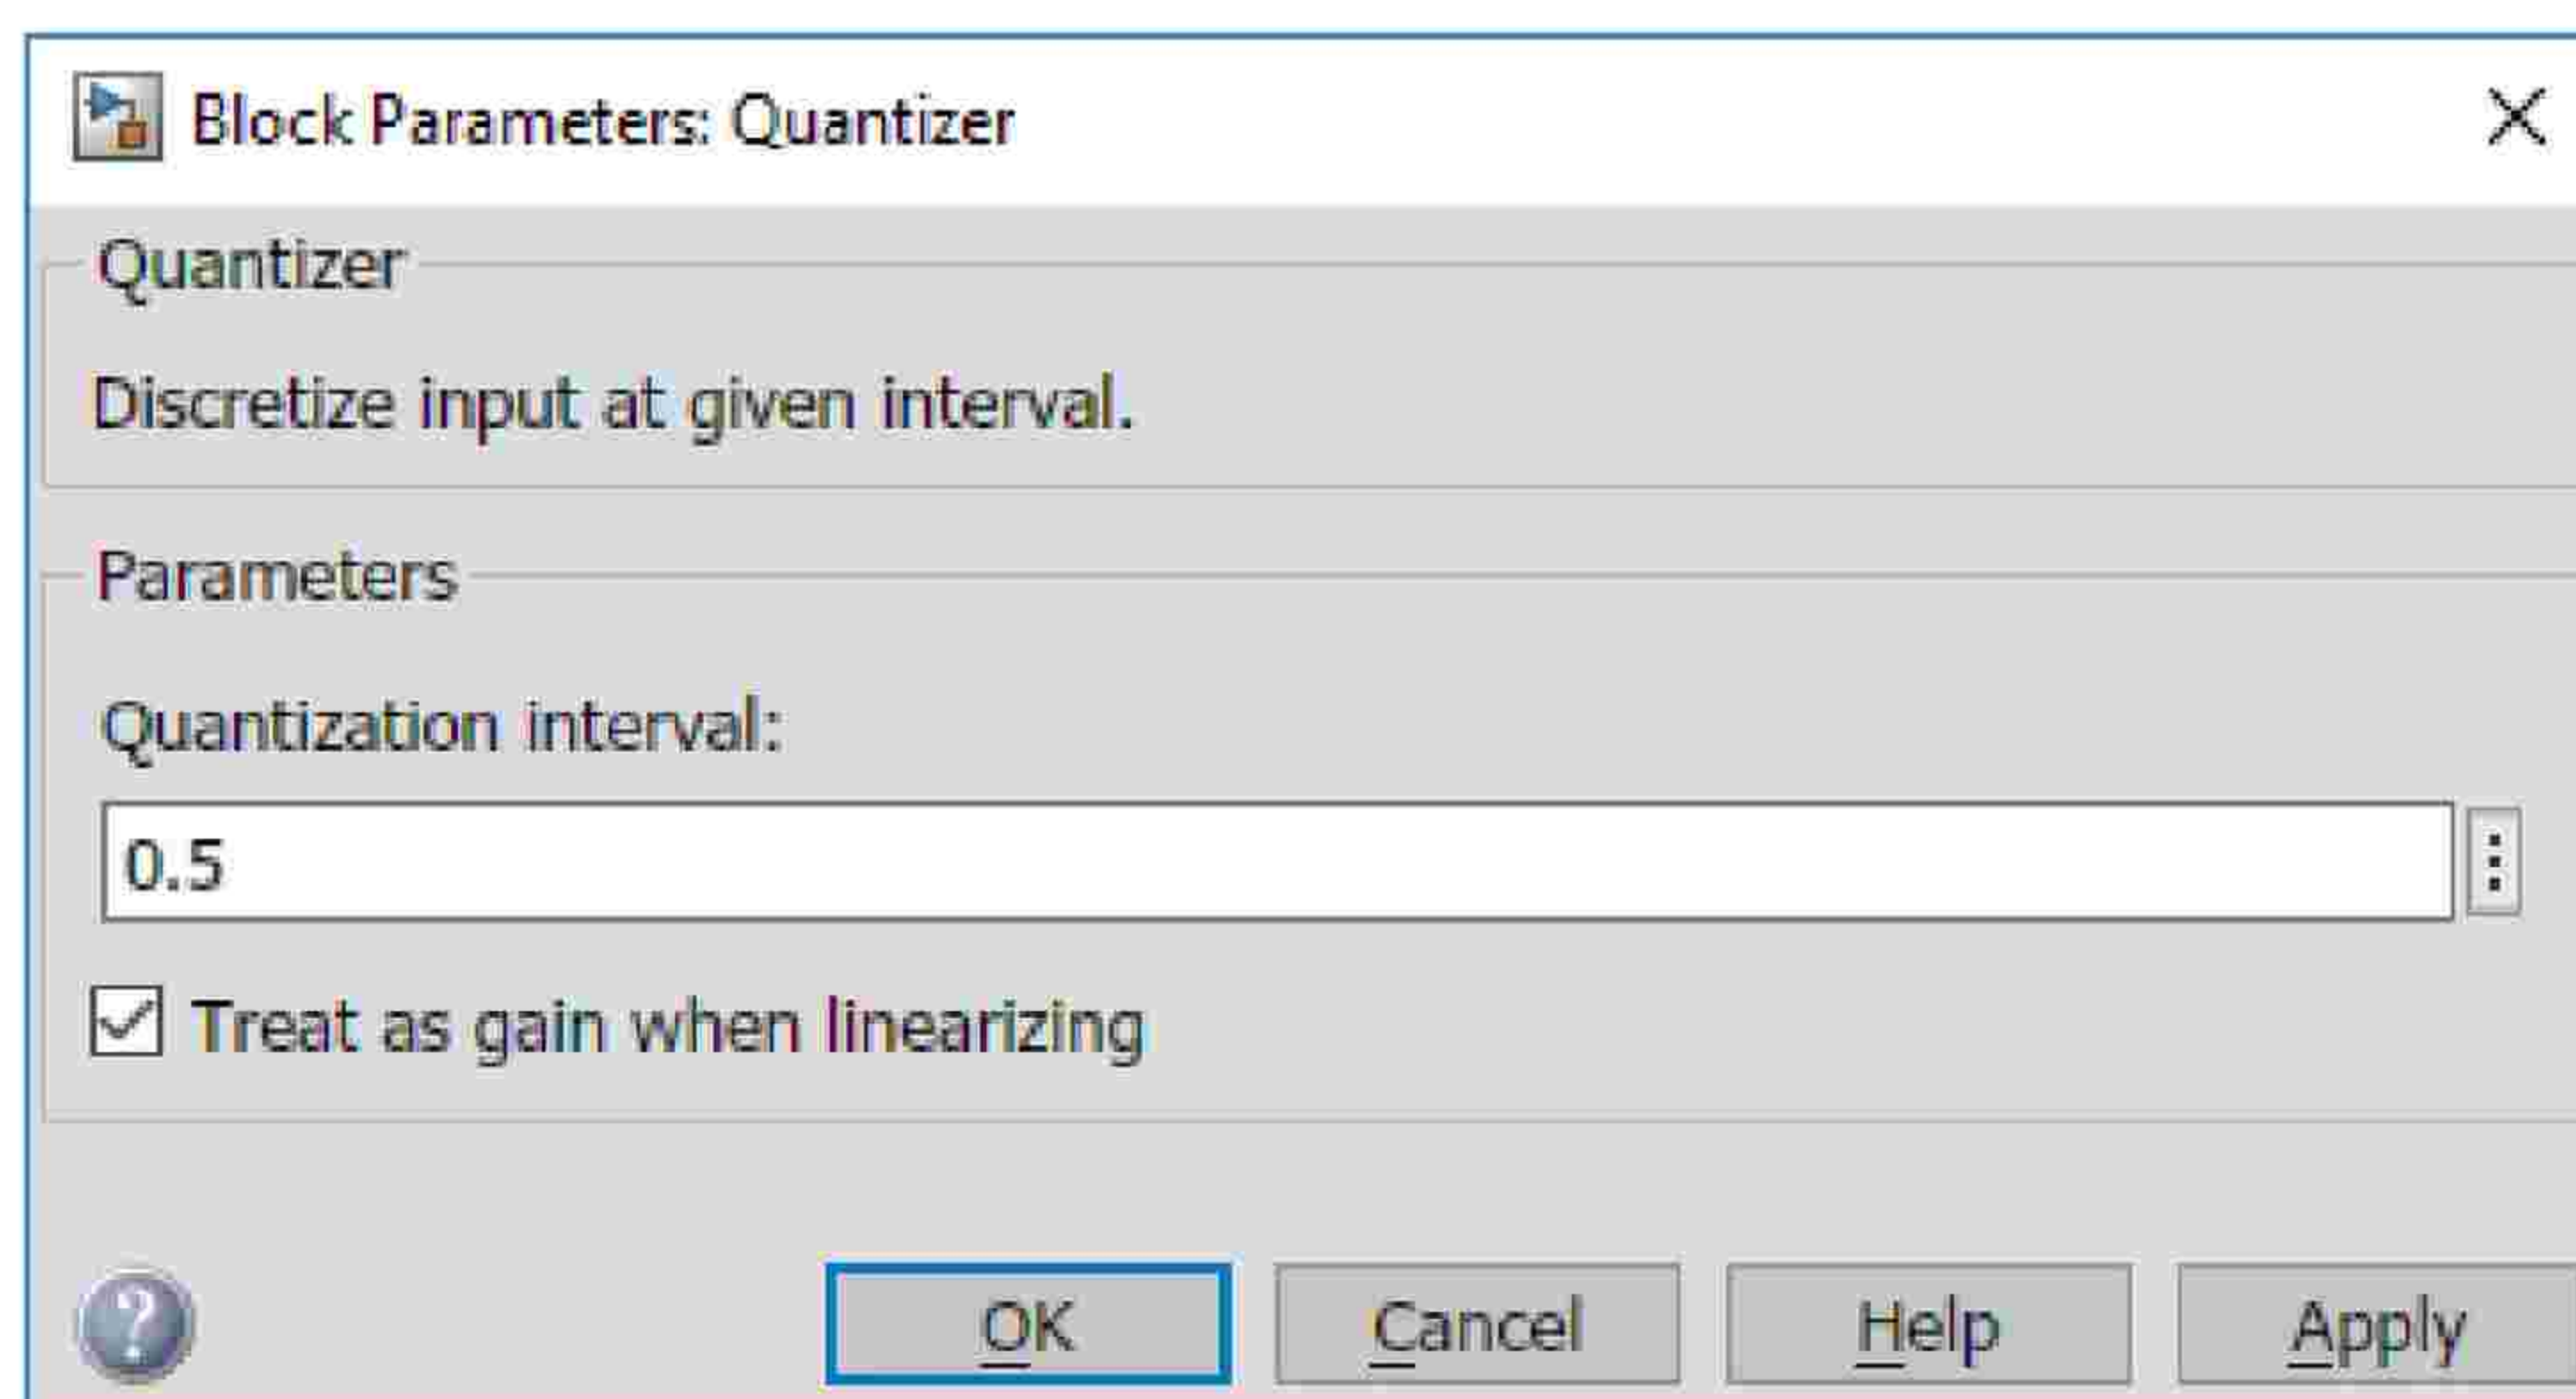 Block Parameters: Quantizer
Quantizer
Discretize input at given interval.
Parameters
Quantization interval:
0.5
Treat as gain when linearizing
? OK Cancel Help Apply